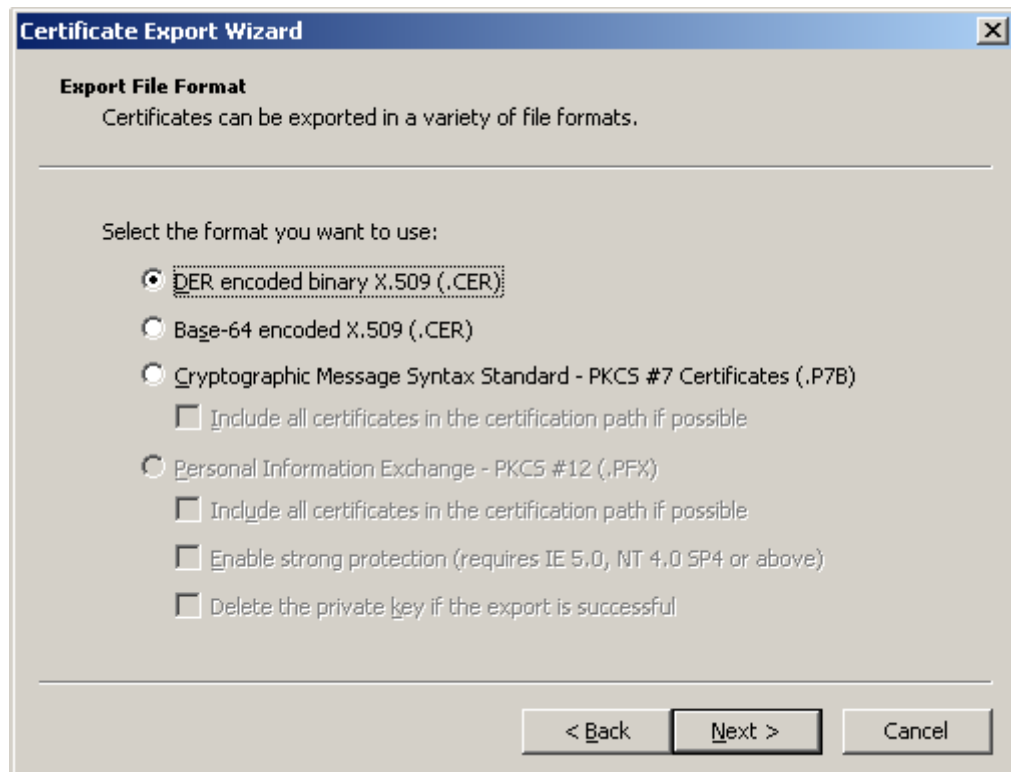 Certificate Export Wizard
Export File Format
Certificates can be exported in a variety of file formats.
Select the format you want to use:
DER encoded binary X.509 (.CER)
Base-64 encoded X.509 (.CER)
Cryptographic Message Syntax Standard - PKCS #7 Certificates (.P7B)
Include all certificates in the certification path if possible
Personal Information Exchange - PKCS #12 (.PFX)
Include all certificates in the certification path if possible
Enable strong protection (requires IE 5.0, NT 4.0 SP4 or above)
Delete the private key if the export is successful
< Back Next > Cancel